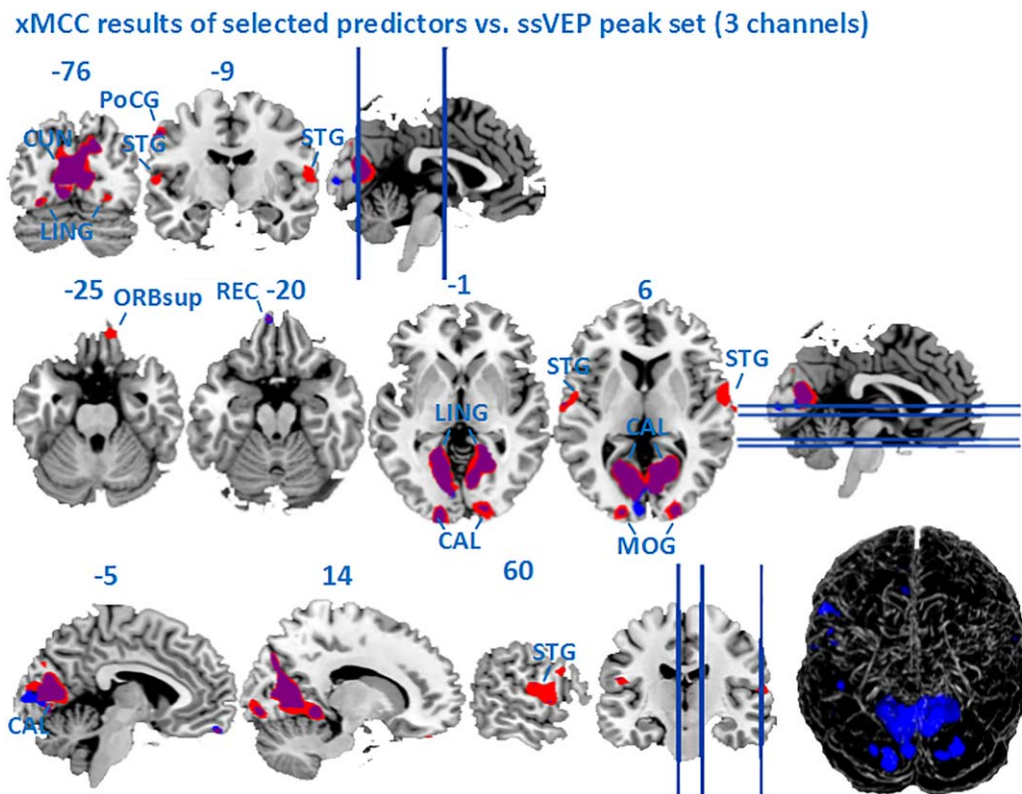 xMCC results of selected predictors vs. ssVEP peak set (3 channels)
-76
-9
PoCG
CUN
STG
STG
LING
-25
ORBsup
REC
-20
-1
6
STG
STG
LING
CAL
CAL
MOG
-5
14
60
STG
CAL